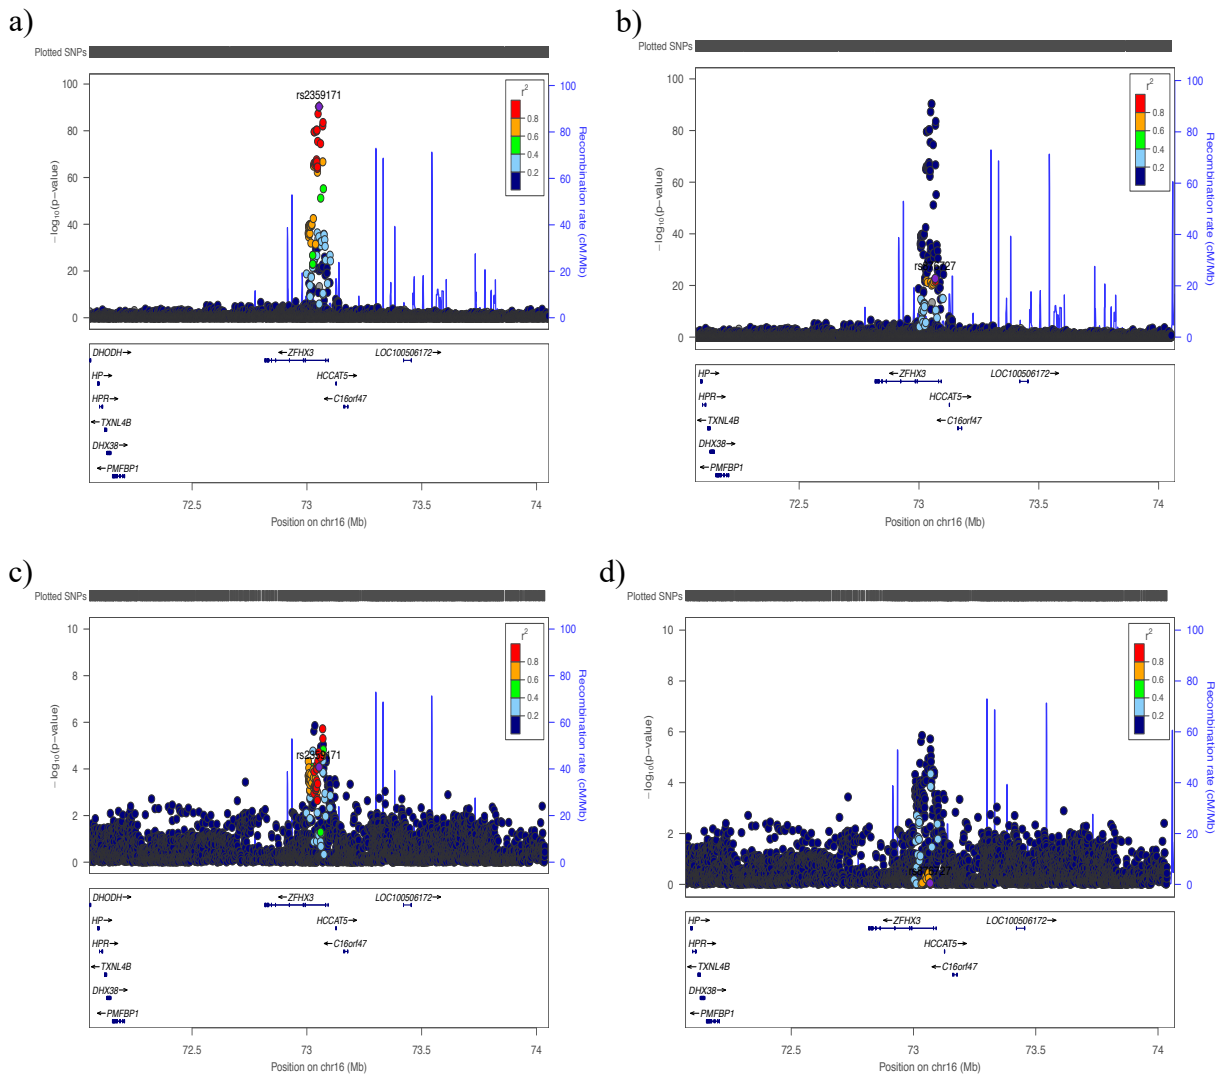 a)
Plotted SNPs
100
80
60
40
20
0
−log10(p−value)
rs2359171
r2
0.8
0.6
0.4
0.2
100
80
60
40
20
0
Recombination rate (cM/Mb)
DHODH→
←ZFHX3
LOC100506172→
HP→
HCCAT5→
HPR→
←C16orf47
←TXNL4B
DHX38→
←PMFBP1
72.5
73
73.5
74
Position on chr16 (Mb)
b)
Plotted SNPs
100
80
60
40
20
0
−log10(p−value)
r2
0.8
0.6
0.4
0.2
100
80
60
40
20
0
Recombination rate (cM/Mb)
HP→
←ZFHX3
LOC100506172→
HPR→
HCCAT5→
←TXNL4B
←C16orf47
DHX38→
←PMFBP1
72.5
73
73.5
74
Position on chr16 (Mb)
c)
Plotted SNPs
10
8
6
4
2
0
−log10(p−value)
rs2359171
r2
0.8
0.6
0.4
0.2
100
80
60
40
20
0
Recombination rate (cM/Mb)
DHODH→
←ZFHX3
LOC100506172→
HP→
HCCAT5→
HPR→
←C16orf47
←TXNL4B
DHX38→
←PMFBP1
72.5
73
73.5
74
Position on chr16 (Mb)
d)
Plotted SNPs
10
8
6
4
2
0
−log10(p−value)
r2
0.8
0.6
0.4
0.2
100
80
60
40
20
0
Recombination rate (cM/Mb)
HP→
←ZFHX3
LOC100506172→
HPR→
HCCAT5→
←TXNL4B
←C16orf47
DHX38→
←PMFBP1
72.5
73
73.5
74
Position on chr16 (Mb)